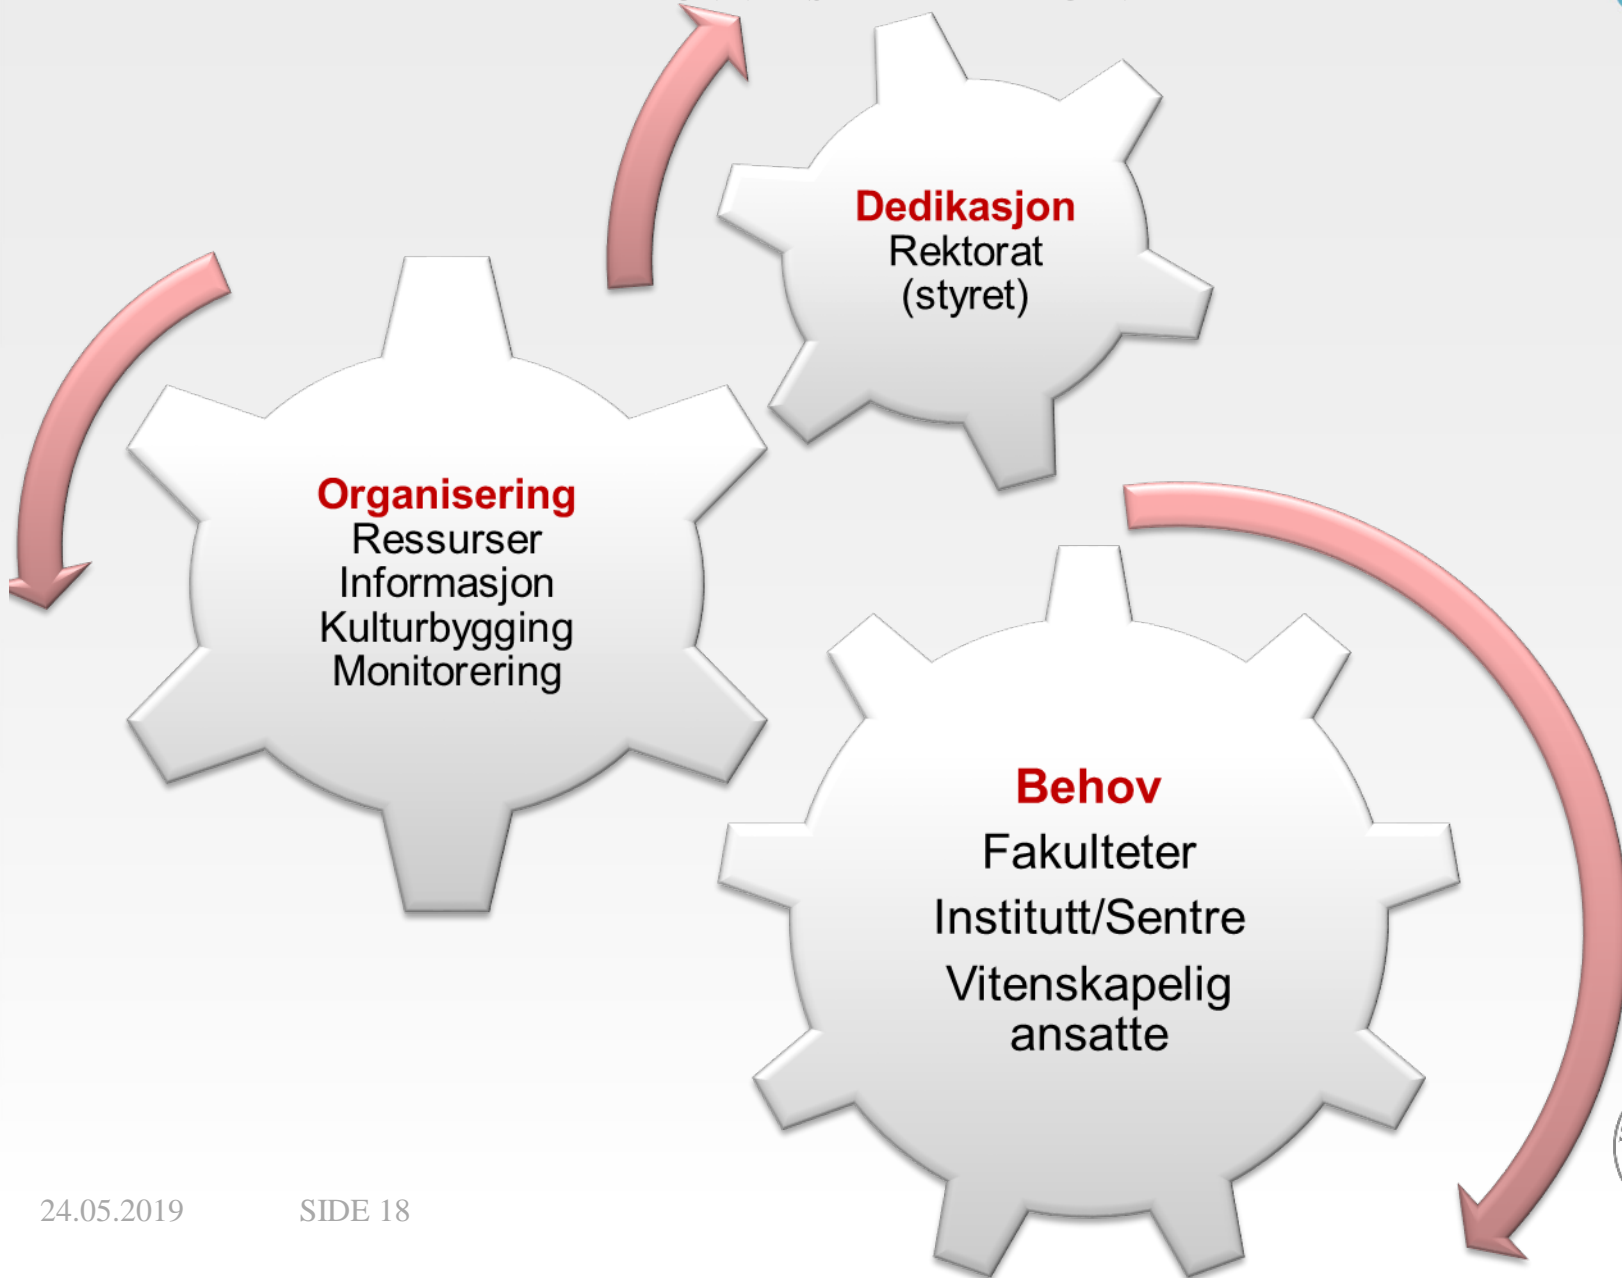 Dedikasjon
Rektorat
(styret)
Organisering
Ressurser
Informasjon
Kulturbygging
Monitorering
Behov
Fakulteter
Institutt/Sentre
Vitenskapelig
ansatte
24.05.2019 SIDE 18